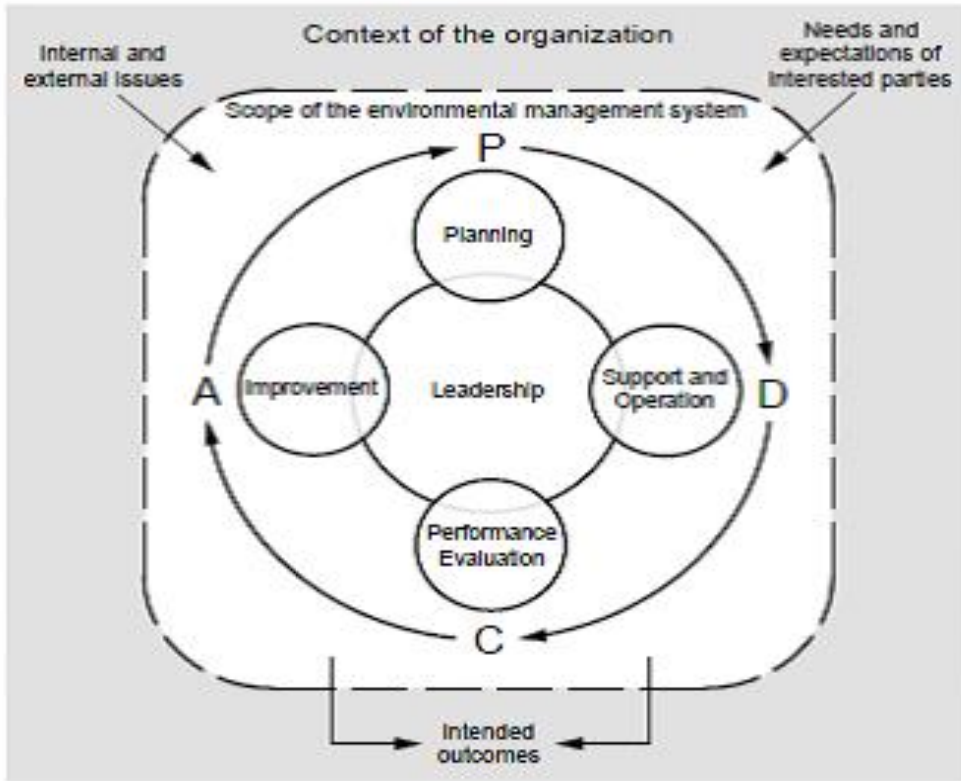 Context of the organization
Internal and
external issues
Needs and
expectations of
interested parties
Scope of the environmental management system
P
Planning
A
Improvement
Leadership
Support and
Operation
D
Performance
Evaluation
C
Intended
outcomes